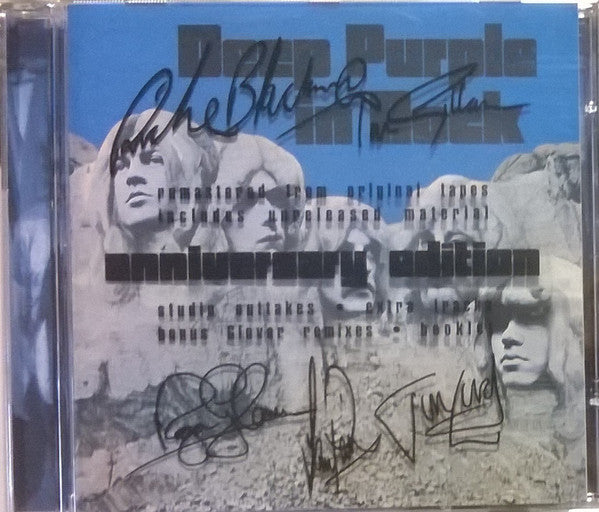 Deep Purple
in Rock
remastered from original tapes
includes unreleased material
anniversary edition
studio outtakes • extra tracks
bonus Glover remixes • booklet